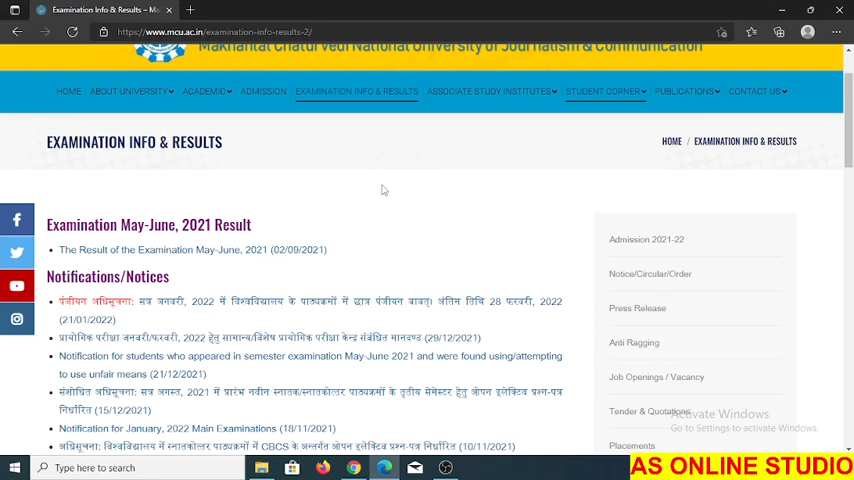 Examination Info & Results – Ma
https://www.mcu.ac.in/examination-info-results-2/
Makhanlal Chaturvedi National University of Journalism & Communication
HOME ABOUT UNIVERSITY ACADEMIC ADMISSION EXAMINATION INFO & RESULTS ASSOCIATE STUDY INSTITUTES STUDENT CORNER PUBLICATIONS CONTACT US
EXAMINATION INFO & RESULTS
HOME / EXAMINATION INFO & RESULTS
Examination May-June, 2021 Result
The Result of the Examination May-June, 2021 (02/09/2021)
Notifications/Notices
पंजीयन अधिसूचना: सत्र जनवरी, 2022 में विश्वविद्यालय के पाठ्यक्रमों में छात्र पंजीयन बाबत्। अंतिम तिथि 28 फरवरी, 2022
(21/01/2022)
प्रायोगिक परीक्षा जनवरी/फरवरी, 2022 हेतु सामान्य/विशेष प्रायोगिक परीक्षा केन्द्र संबंधित मानदण्ड (29/12/2021)
Notification for students who appeared in semester examination May-June 2021 and were found using/attempting
to use unfair means (21/12/2021)
संशोधित अधिसूचना: सत्र अगस्त, 2021 में प्रारंभ नवीन स्नातक/स्नातकोत्तर पाठ्यक्रमों के तृतीय सेमेस्टर हेतु ओपन इलेक्टिव प्रश्न-पत्र
निर्धारित (15/12/2021)
Notification for January, 2022 Main Examinations (18/11/2021)
अधिसूचना: विश्वविद्यालय में स्नातकोत्तर पाठ्यक्रमों में CBCS के अन्तर्गत ओपन इलेक्टिव प्रश्न-पत्र निर्धारित (10/11/2021)
Admission 2021-22
Notice/Circular/Order
Press Release
Anti Ragging
Job Openings / Vacancy
Tender & Quotations
Placements
Activate Windows
Go to Settings to activate Windows.
Type here to search
AS ONLINE STUDIO